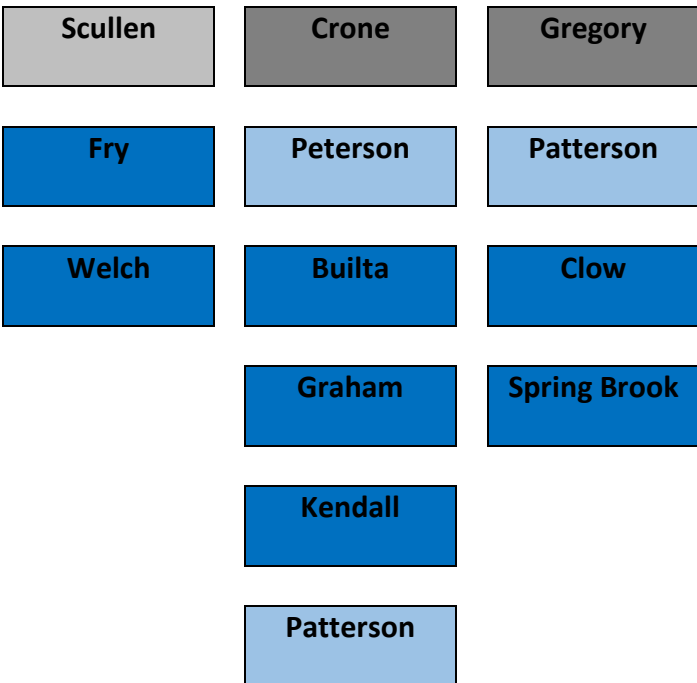 Scullen
Crone
Gregory
Fry
Peterson
Patterson
Welch
Builta
Clow
Graham
Spring Brook
Kendall
Patterson